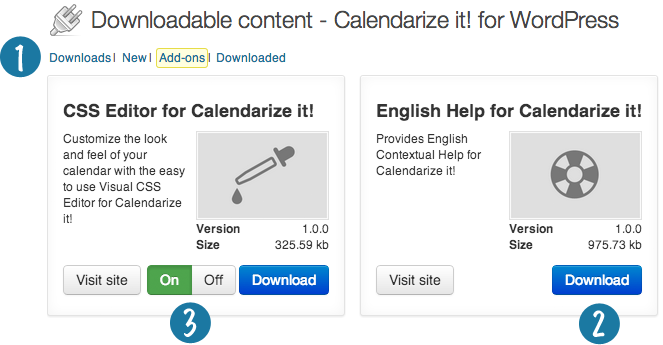 Downloadable content - Calendarize it! for WordPress
1
Downloads| New| Add-ons| Downloaded
CSS Editor for Calendarize it!
Customize the look
and feel of your
calendar with the easy
to use Visual CSS
Editor for Calendarize
it!
Version 1.0.0
Size 325.59 kb
Visit site On Off Download
3
English Help for Calendarize it!
Provides English
Contextual Help for
Calendarize it!
Version 1.0.0
Size 975.73 kb
Visit site Download
2